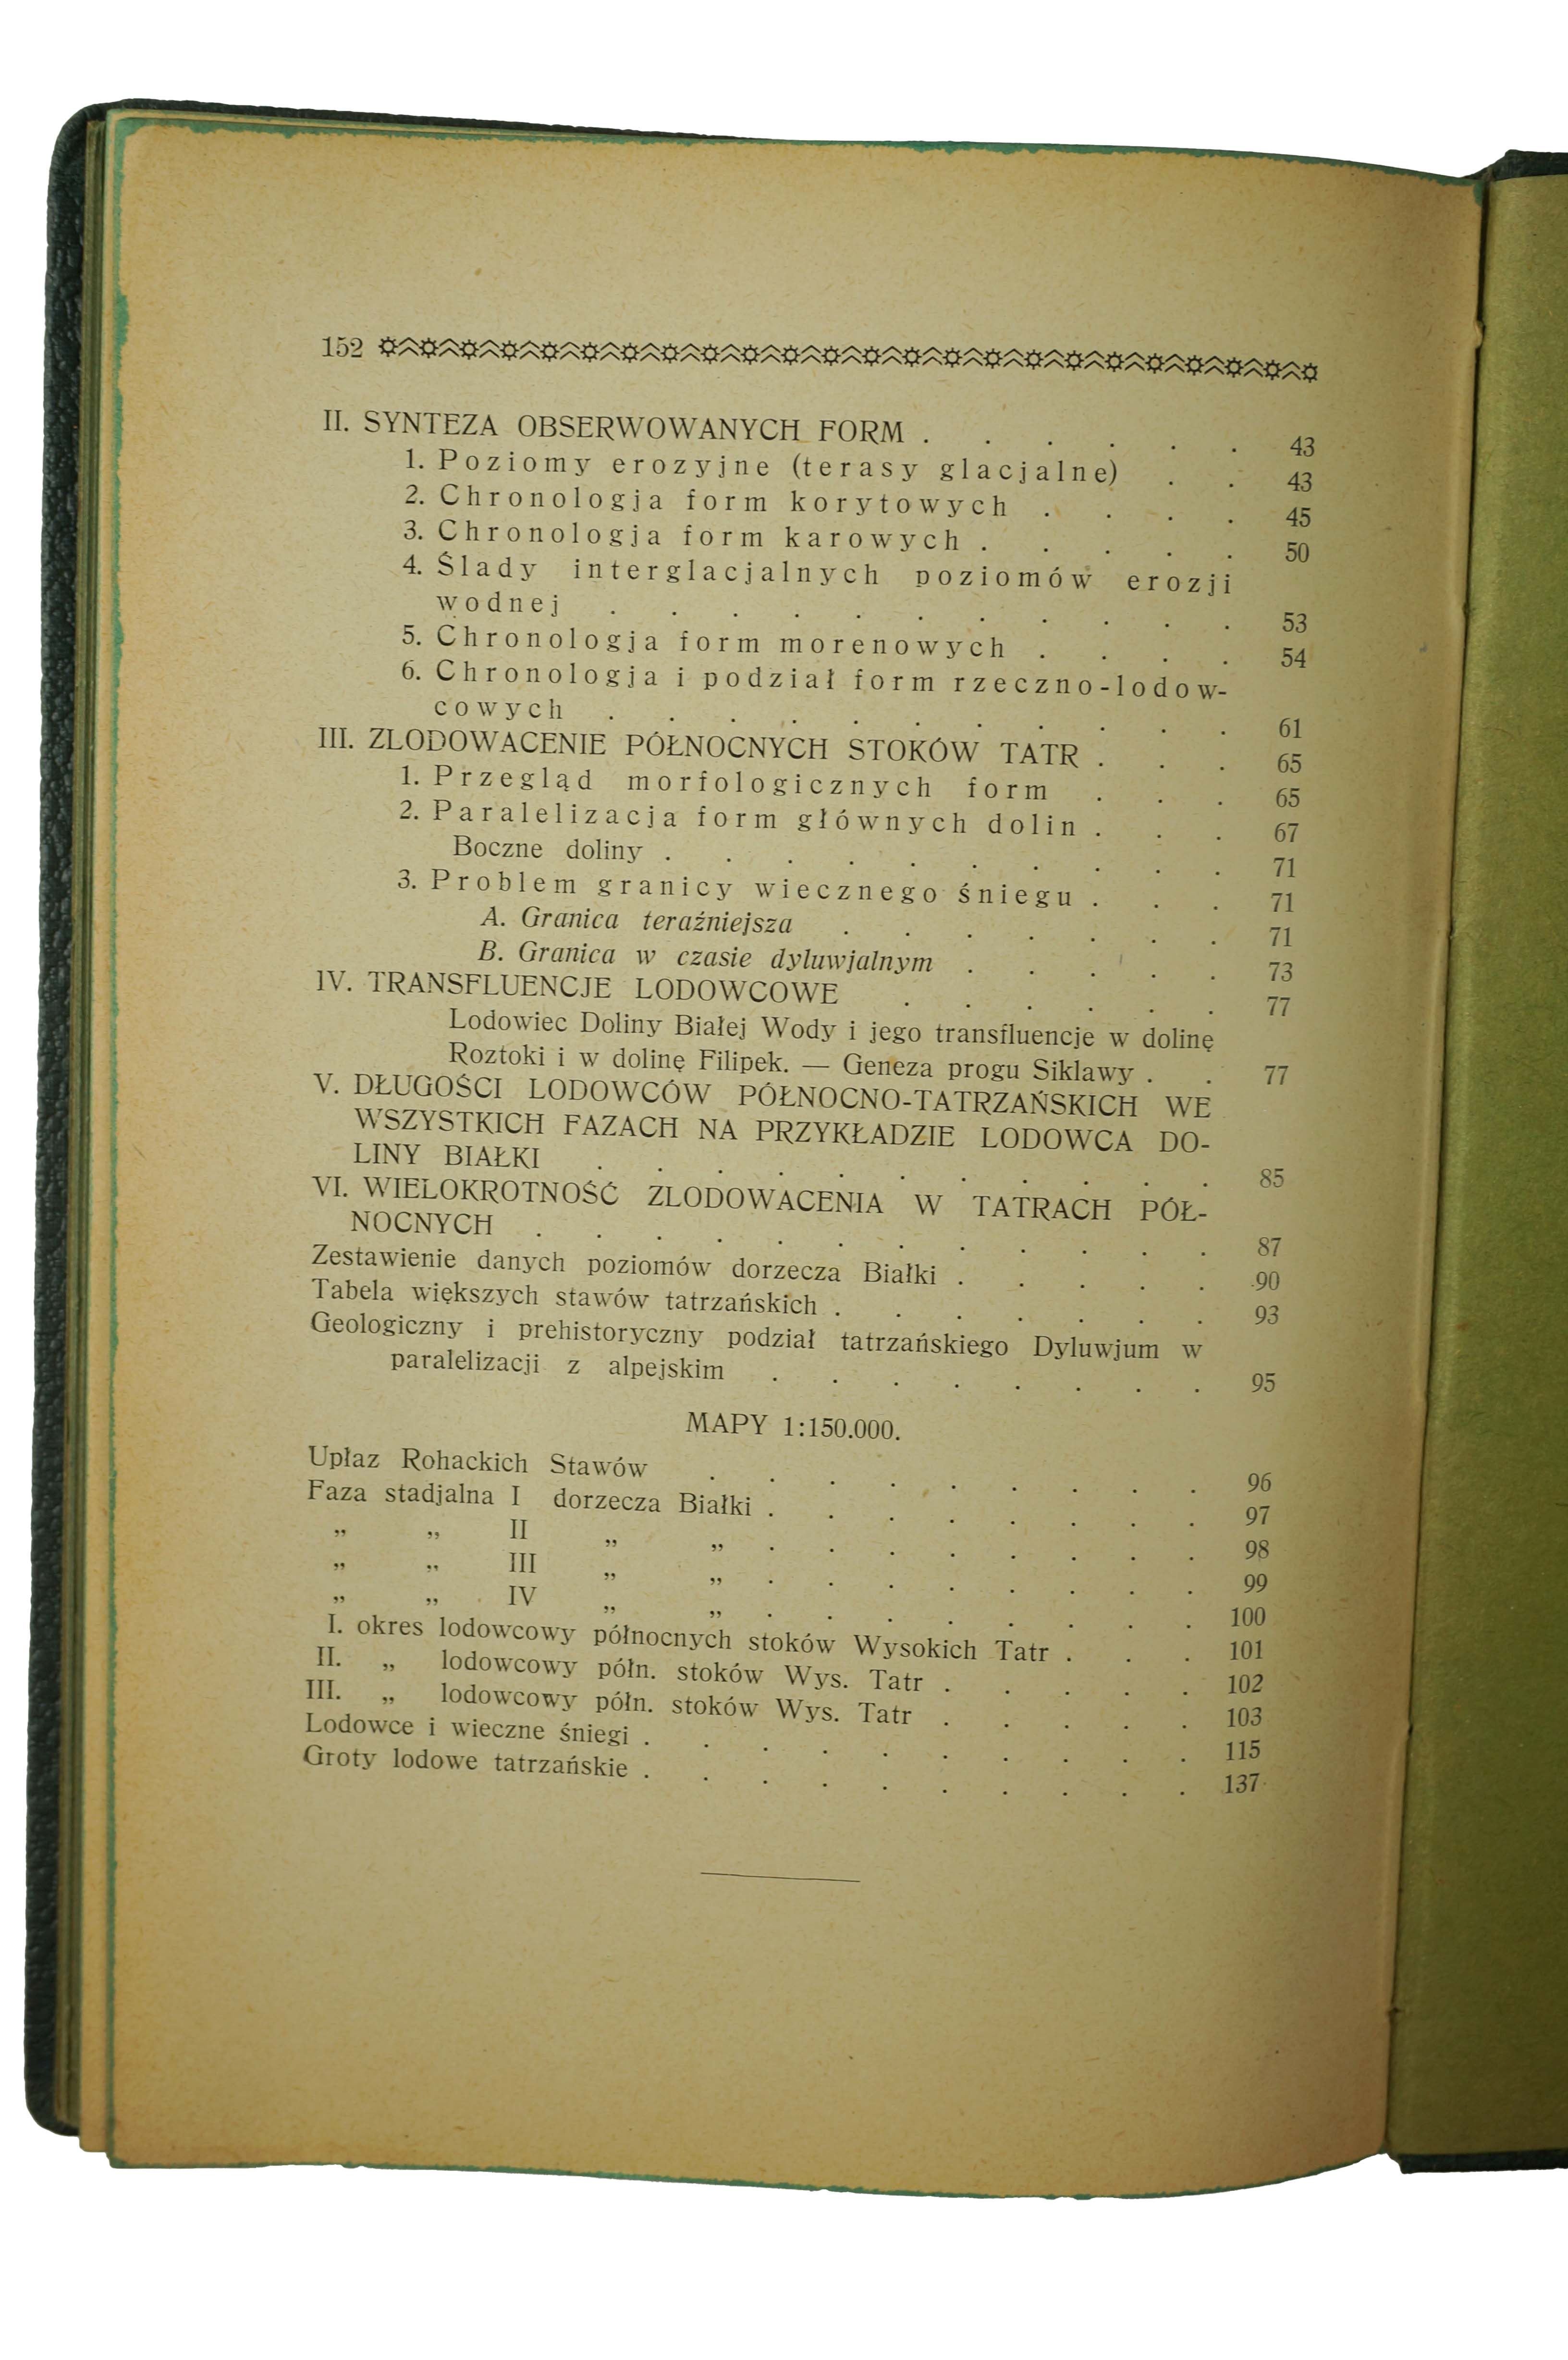 152
II. SYNTEZA OBSERWOWANYCH FORM . . . . . . 43
1. Poziomy erozyjne (terasy glacjalne) . . 43
2. Chronologja form korytowych . . . . 45
3. Chronologja form karowych . . . . . 50
4. Ślady interglacjalnych poziomów erozji
wodnej . . . . . . . . . . . 53
5. Chronologja form morenowych . . . . 54
6. Chronologja i podział form rzeczno-lodow-
cowych . . . . . . . . . . . 61
III. ZLODOWACENIE PÓŁNOCNYCH STOKÓW TATR . . . 65
1. Przegląd morfologicznych form . . . 65
2. Paralelizacja form głównych dolin . . . 67
Boczne doliny . . . . . . . . . . 71
3. Problem granicy wiecznego śniegu . . . 71
A. Granica teraźniejsza . . . . . . . 71
B. Granica w czasie dyluwjalnym . . . . . 73
IV. TRANSFLUENCJE LODOWCOWE . . . . . . 77
Lodowiec Doliny Białej Wody i jego transfluencje w dolinę
Roztoki i w dolinę Filipek. — Geneza progu Siklawy . . 77
V. DŁUGOŚCI LODOWCÓW PÓŁNOCNO-TATRZAŃSKICH WE
WSZYSTKICH FAZACH NA PRZYKŁADZIE LODOWCA DO-
LINY BIAŁKI . . . . . . . . . . . 85
VI. WIELOKROTNOŚĆ ZLODOWACENIA W TATRACH PÓŁ-
NOCNYCH . . . . . . . . . . . . 87
Zestawienie danych poziomów dorzecza Białki . . . . . 90
Tabela większych stawów tatrzańskich . . . . . . . 93
Geologiczny i prehistoryczny podział tatrzańskiego Dyluwjum w
paralelizacji z alpejskim . . . . . . . . 95
MAPY 1:150.000.
Upłaz Rohackich Stawów . . . . . . . . . 96
Faza stadjalna I dorzecza Białki . . . . . . . . 97
„ „ II „ „ . . . . . . . . 98
„ „ III „ „ . . . . . . . . 99
„ „ IV „ „ . . . . . . . . 100
I. okres lodowcowy północnych stoków Wysokich Tatr . . . 101
II. „ lodowcowy półn. stoków Wys. Tatr . . . . . 102
III. „ lodowcowy półn. stoków Wys. Tatr . . . . . 103
Lodowce i wieczne śniegi . . . . . . . . . . 115
Groty lodowe tatrzańskie . . . . . . . . . . 137